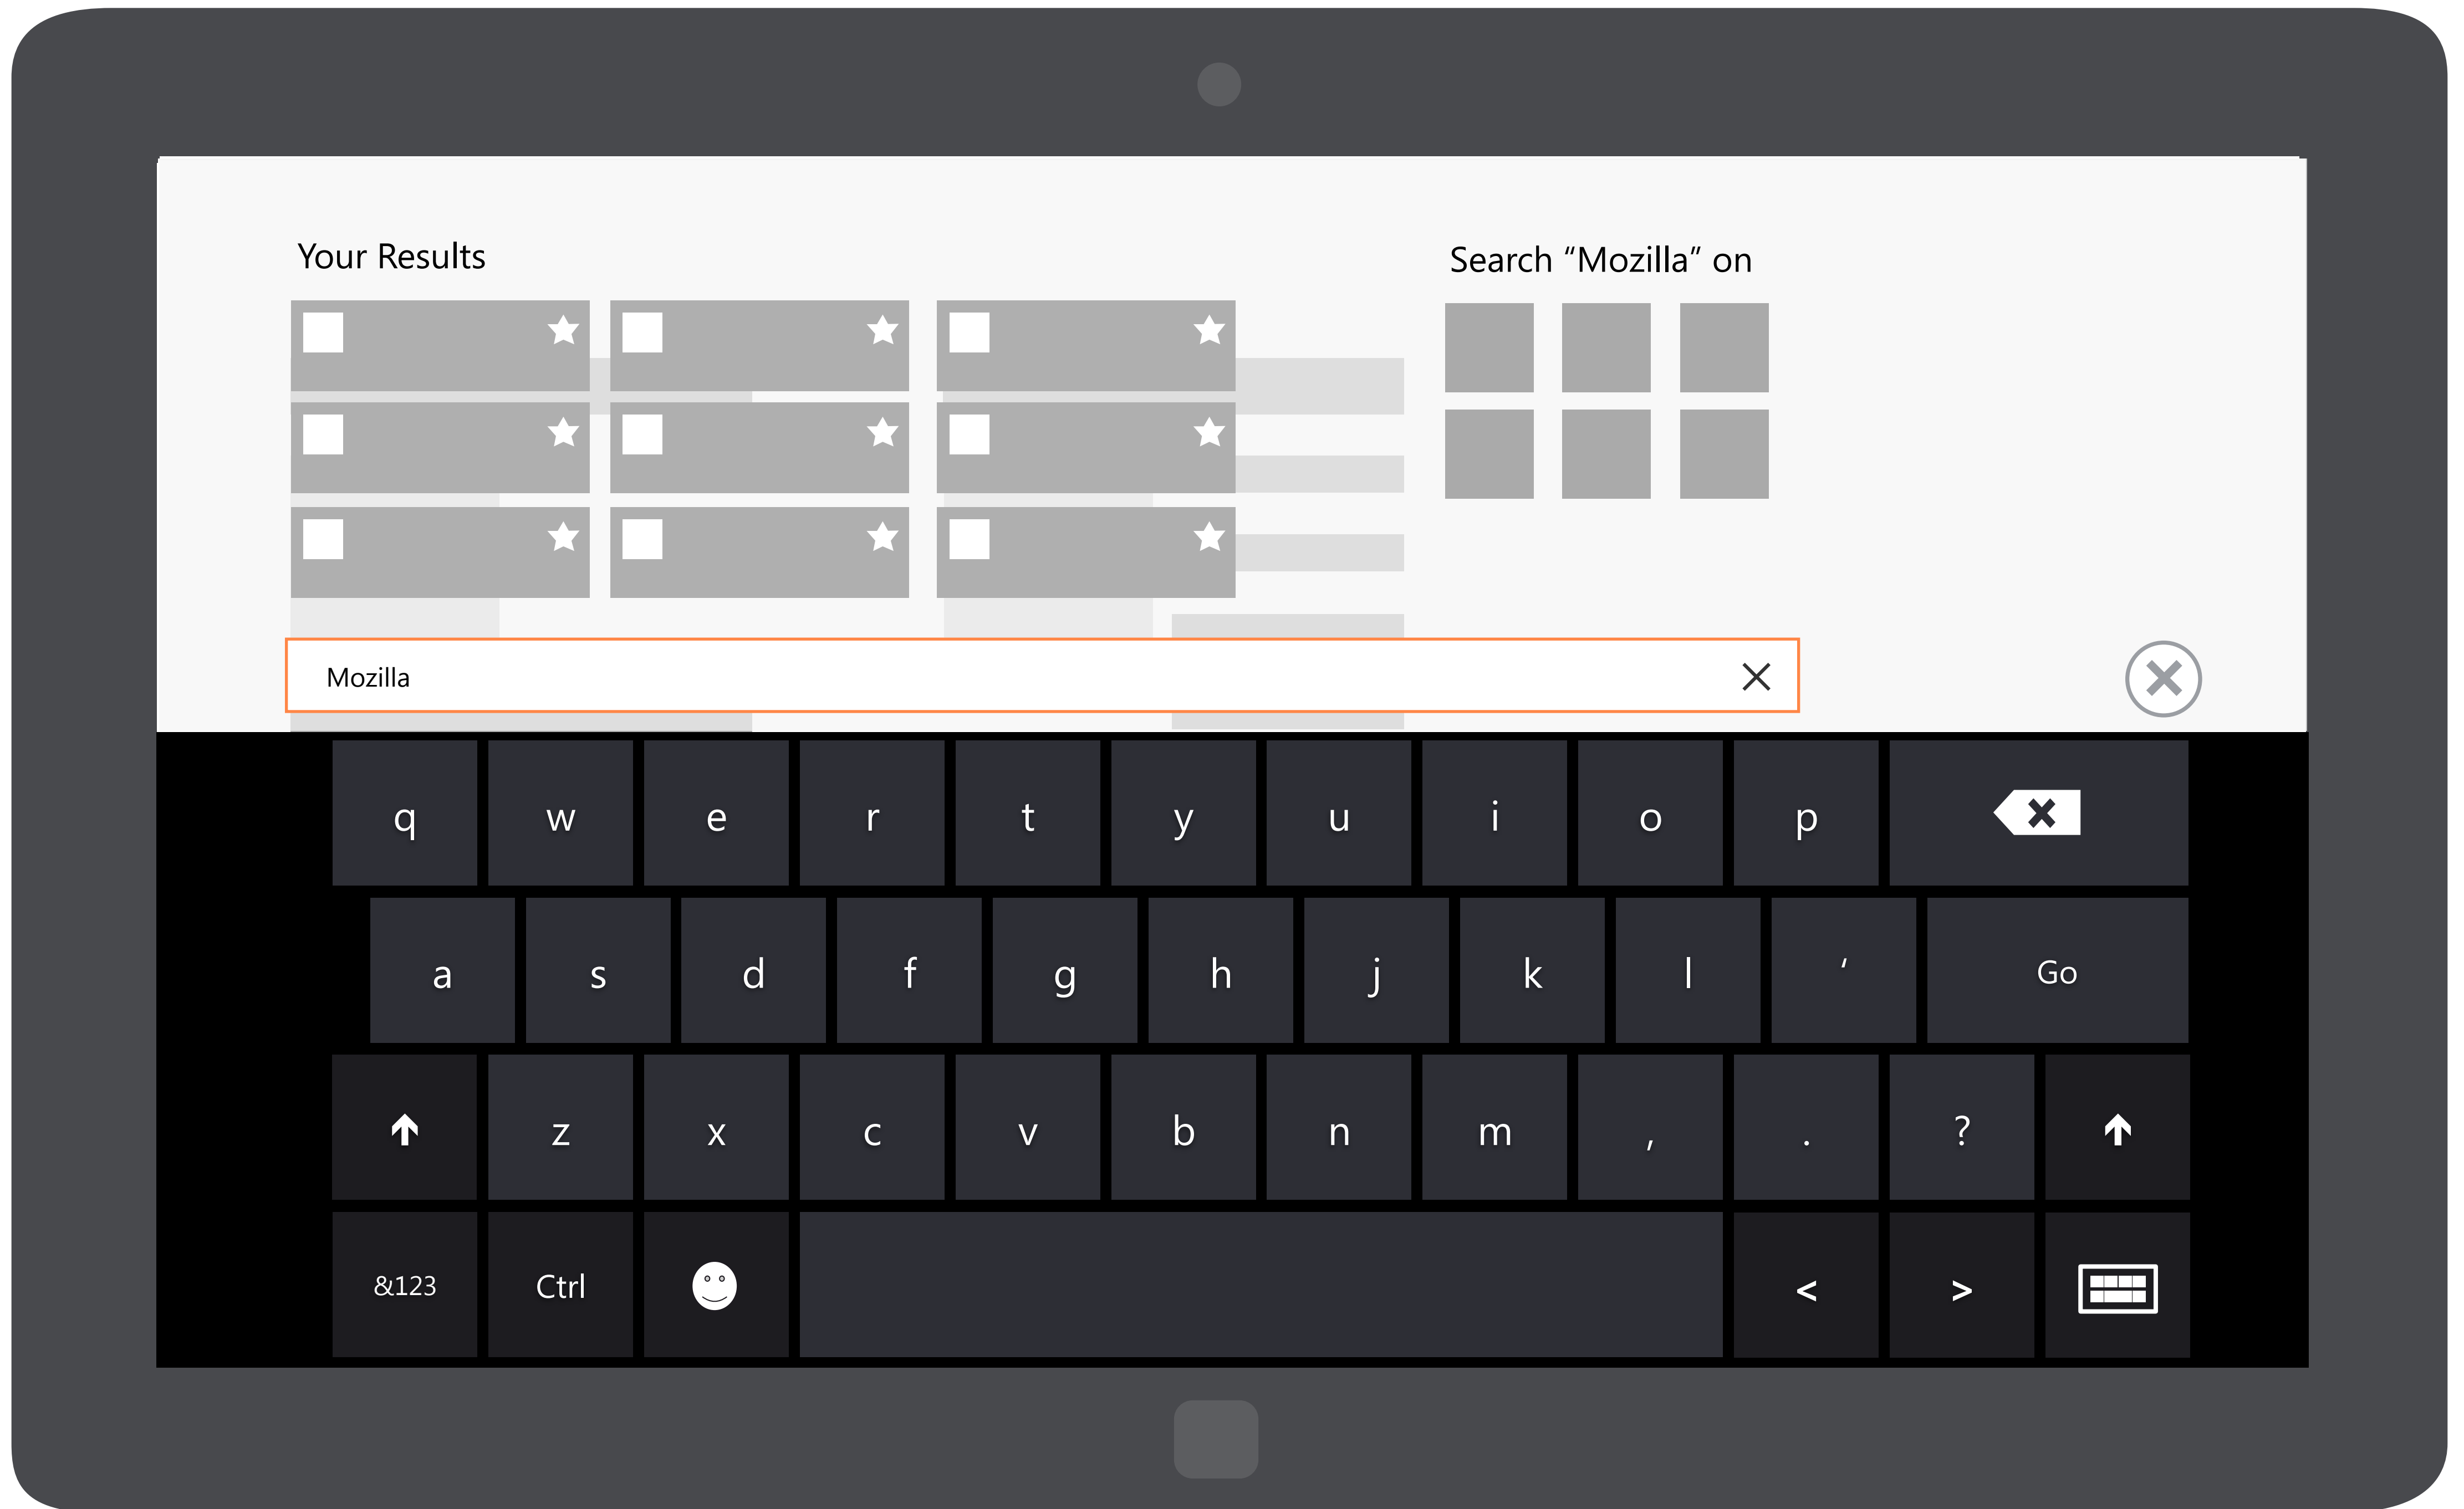 Your Results
Search “Mozilla” on
Mozilla
q w e r t y u i o p
a s d f g h j k l ‘ Go
z x c v b n m , . ?
&123 Ctrl < >